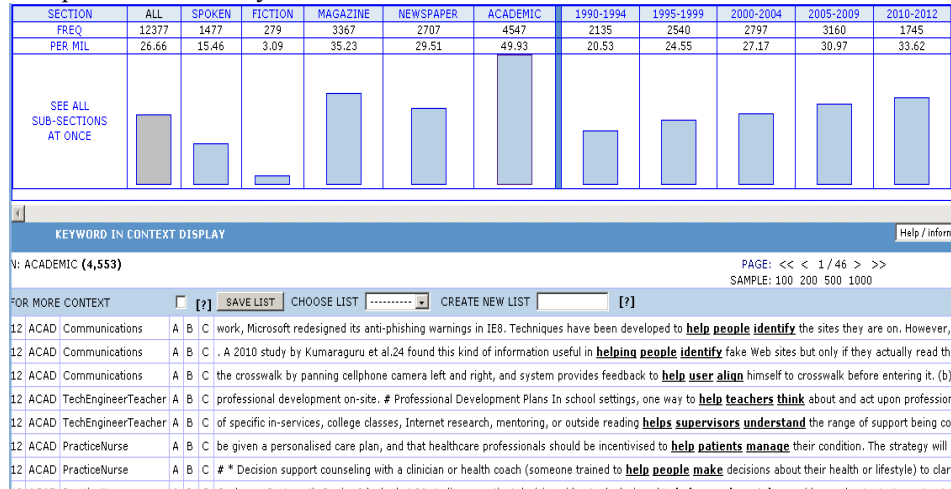 SECTION ALL SPOKEN FICTION MAGAZINE NEWSPAPER ACADEMIC 1990-1994 1995-1999 2000-2004 2005-2009 2010-2012
FREQ 12377 1477 279 3367 2707 4547 2135 2540 2797 3160 1745
PER MIL 26.66 15.46 3.09 35.23 29.51 49.93 20.53 24.55 27.17 30.97 33.62
SEE ALL
SUB-SECTIONS
AT ONCE
KEYWORD IN CONTEXT DISPLAY Help / inform
N: ACADEMIC (4,553) PAGE: << < 1 / 46 > >>
SAMPLE: 100 200 500 1000
FOR MORE CONTEXT [?] SAVE LIST CHOOSE LIST ---------- CREATE NEW LIST [?]
12 ACAD Communications A B C work, Microsoft redesigned its anti-phishing warnings in IE8. Techniques have been developed to help people identify the sites they are on. However,
12 ACAD Communications A B C . A 2010 study by Kumaraguru et al.24 found this kind of information useful in helping people identify fake Web sites but only if they actually read th
12 ACAD Communications A B C the crosswalk by panning cellphone camera left and right, and system provides feedback to help user align himself to crosswalk before entering it. (b)
12 ACAD TechEngineerTeacher A B C professional development on-site. # Professional Development Plans In school settings, one way to help teachers think about and act upon profession
12 ACAD TechEngineerTeacher A B C of specific in-services, college classes, Internet research, mentoring, or outside reading helps supervisors understand the range of support being co
12 ACAD PracticeNurse A B C be given a personalised care plan, and that healthcare professionals should be incentivised to help patients manage their condition. The strategy will
12 ACAD PracticeNurse A B C # * Decision support counseling with a clinician or health coach (someone trained to help people make decisions about their health or lifestyle) to clar